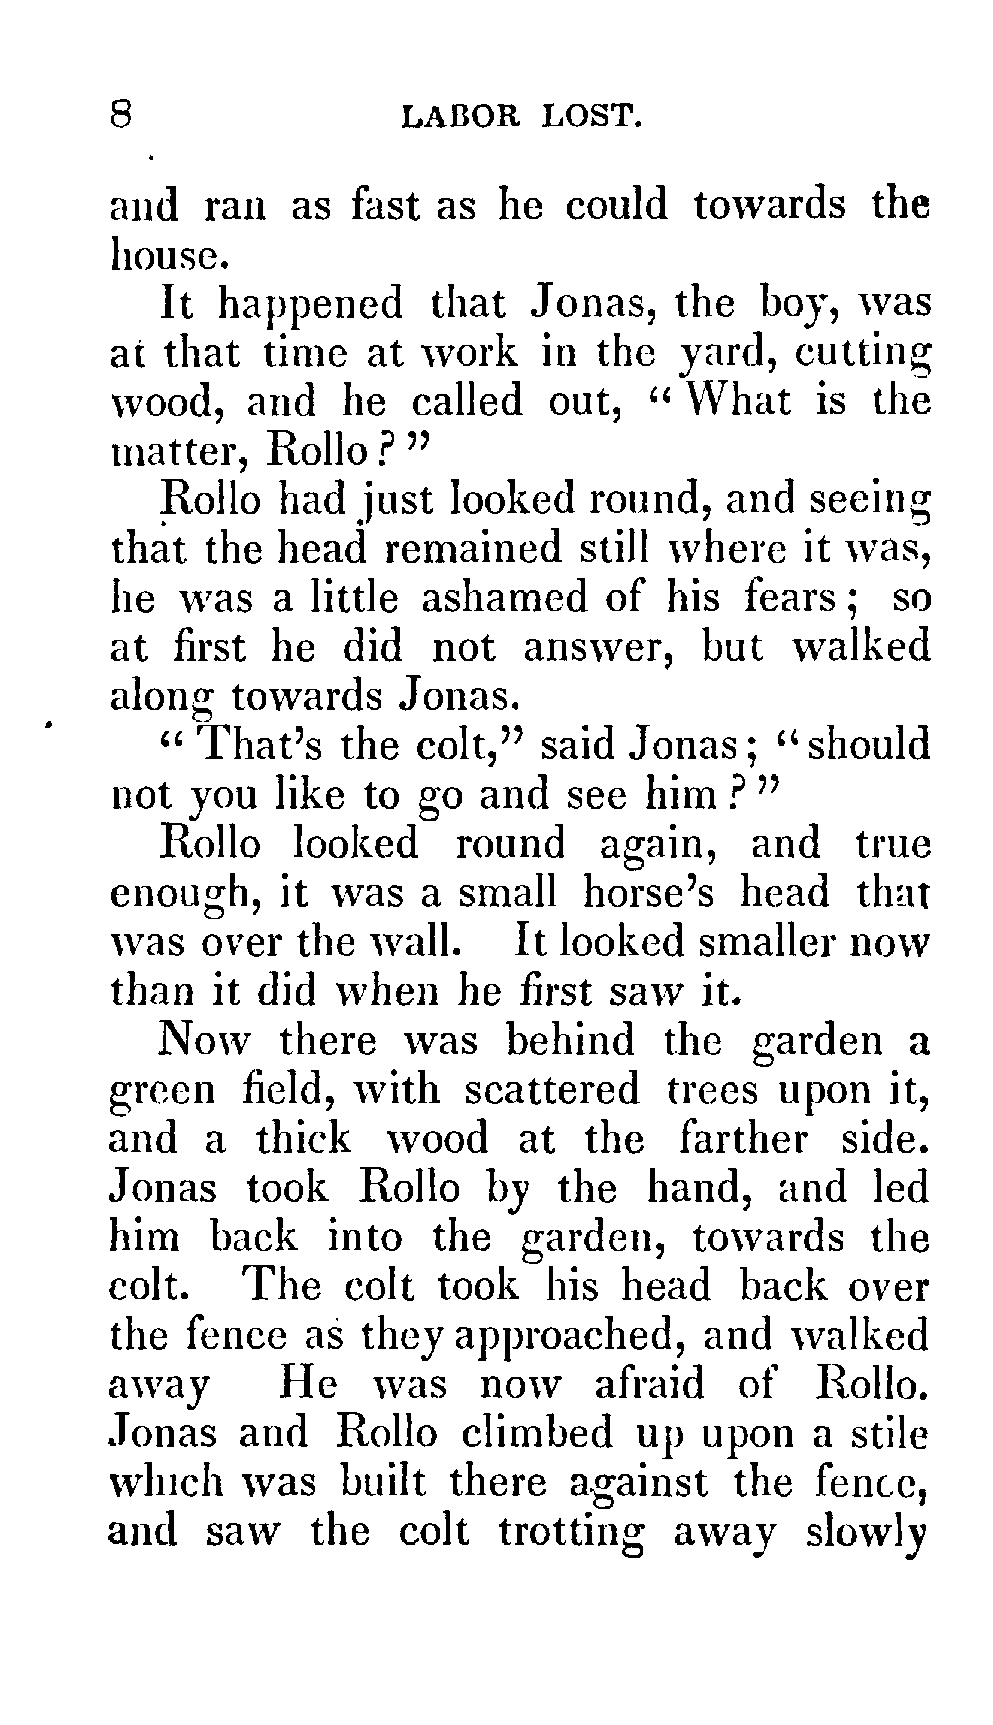 8 LABOR LOST.
and ran as fast as he could towards the
house.
It happened that Jonas, the boy, was
at that time at work in the yard, cutting
wood, and he called out, “What is the
matter, Rollo?”
Rollo had just looked round, and seeing
that the head remained still where it was,
he was a little ashamed of his fears; so
at first he did not answer, but walked
along towards Jonas.
“That’s the colt,” said Jonas; “should
not you like to go and see him?”
Rollo looked round again, and true
enough, it was a small horse’s head that
was over the wall. It looked smaller now
than it did when he first saw it.
Now there was behind the garden a
green field, with scattered trees upon it,
and a thick wood at the farther side.
Jonas took Rollo by the hand, and led
him back into the garden, towards the
colt. The colt took his head back over
the fence as they approached, and walked
away He was now afraid of Rollo.
Jonas and Rollo climbed up upon a stile
which was built there against the fence,
and saw the colt trotting away slowly